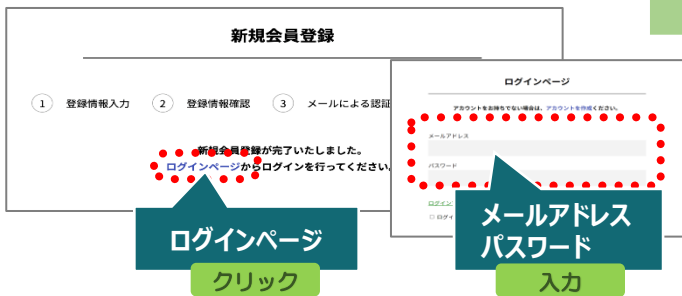 新規会員登録
1 登録情報入力 2 登録情報確認 3 メールによる認証
新規会員登録が完了いたしました。
ログインページからログインを行ってください。
ログインページ
クリック
ログインページ
アカウントをお持ちでない場合は、アカウントを作成ください。
メールアドレス
パスワード
ログイン
ログイ
メールアドレス
パスワード
入力